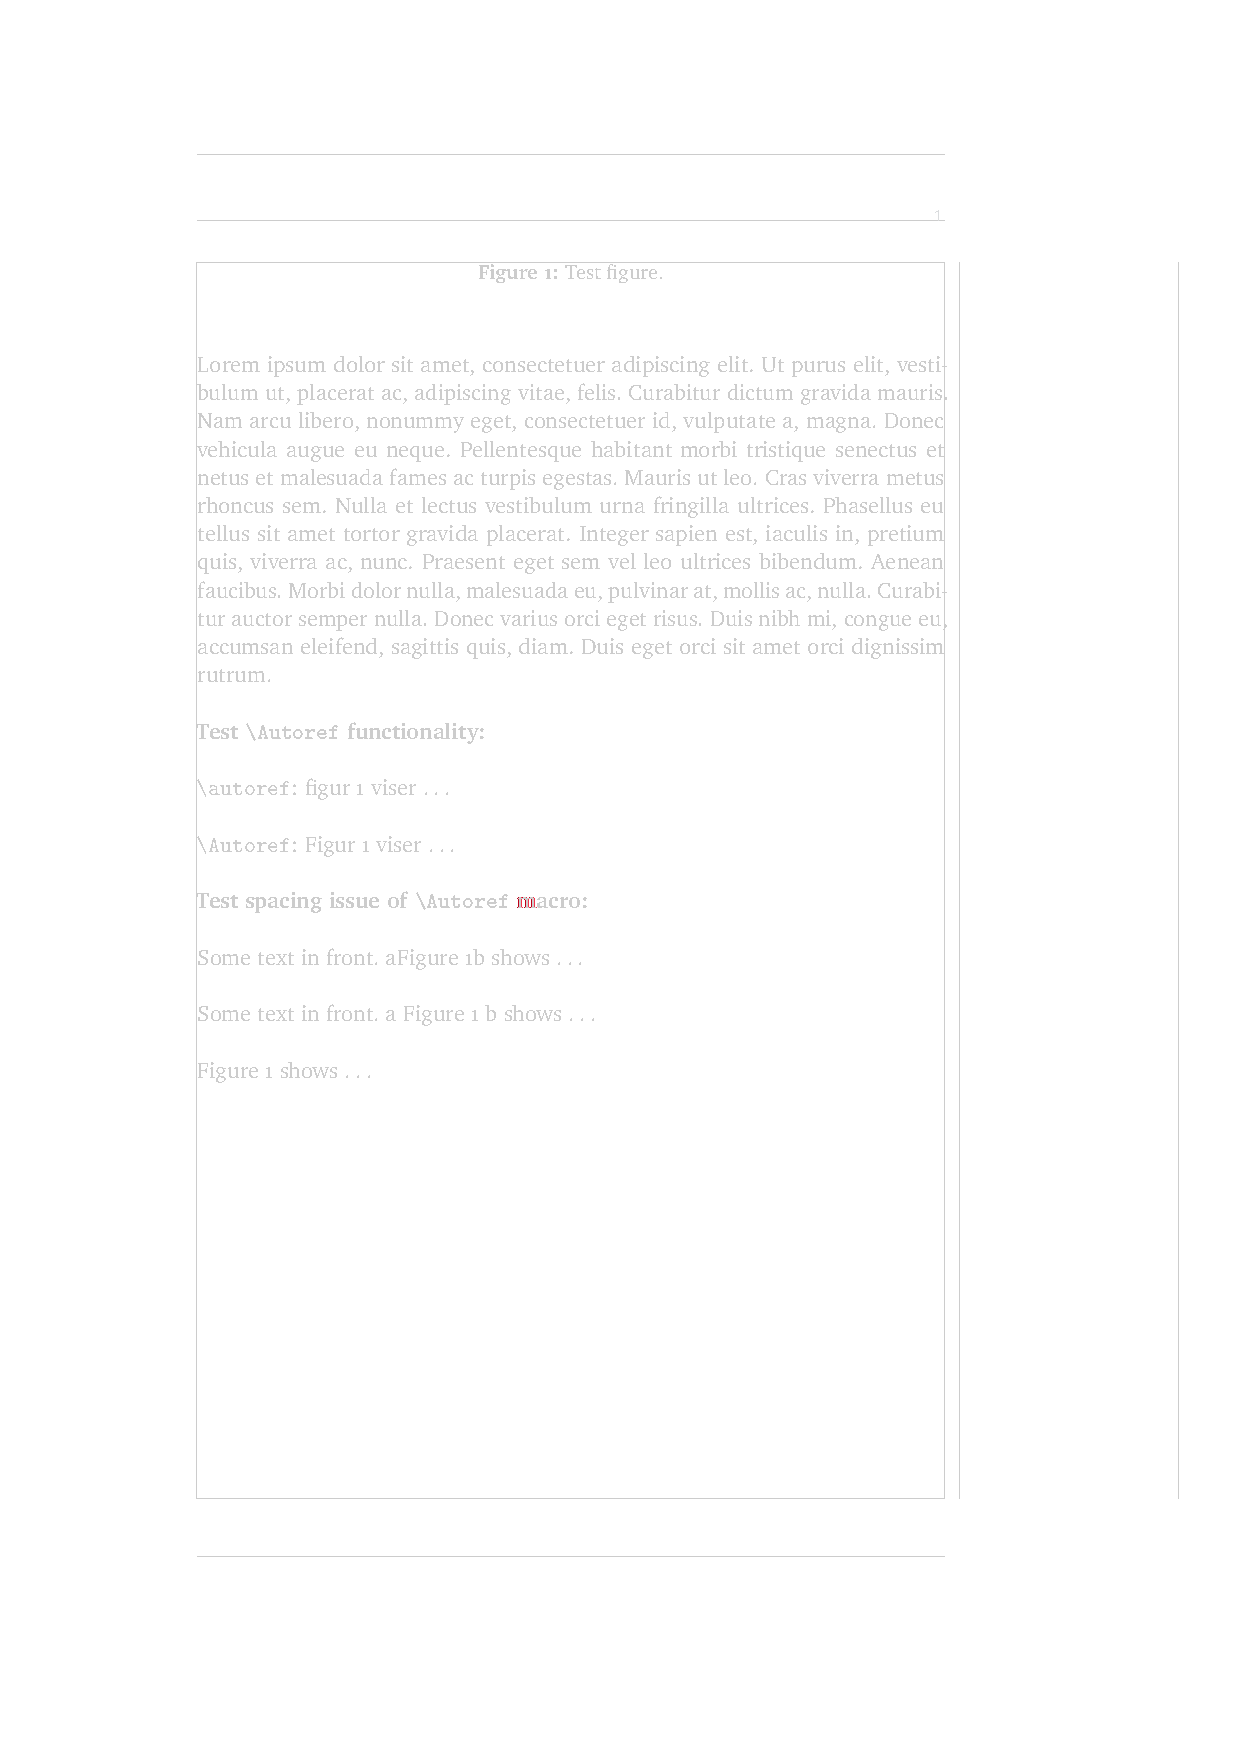 1
Figure 1: Test figure.
Lorem ipsum dolor sit amet, consectetuer adipiscing elit. Ut purus elit, vesti-
bulum ut, placerat ac, adipiscing vitae, felis. Curabitur dictum gravida mauris.
Nam arcu libero, nonummy eget, consectetuer id, vulputate a, magna. Donec
vehicula augue eu neque. Pellentesque habitant morbi tristique senectus et
netus et malesuada fames ac turpis egestas. Mauris ut leo. Cras viverra metus
rhoncus sem. Nulla et lectus vestibulum urna fringilla ultrices. Phasellus eu
tellus sit amet tortor gravida placerat. Integer sapien est, iaculis in, pretium
quis, viverra ac, nunc. Praesent eget sem vel leo ultrices bibendum. Aenean
faucibus. Morbi dolor nulla, malesuada eu, pulvinar at, mollis ac, nulla. Curabi-
tur auctor semper nulla. Donec varius orci eget risus. Duis nibh mi, congue eu,
accumsan eleifend, sagittis quis, diam. Duis eget orci sit amet orci dignissim
rutrum.
Test \Autoref functionality:
\autoref: figur 1 viser . . .
\Autoref: Figur 1 viser . . .
Test spacing issue of \Autoref macro:
Some text in front. aFigure 1b shows . . .
Some text in front. a Figure 1 b shows . . .
Figure 1 shows . . .